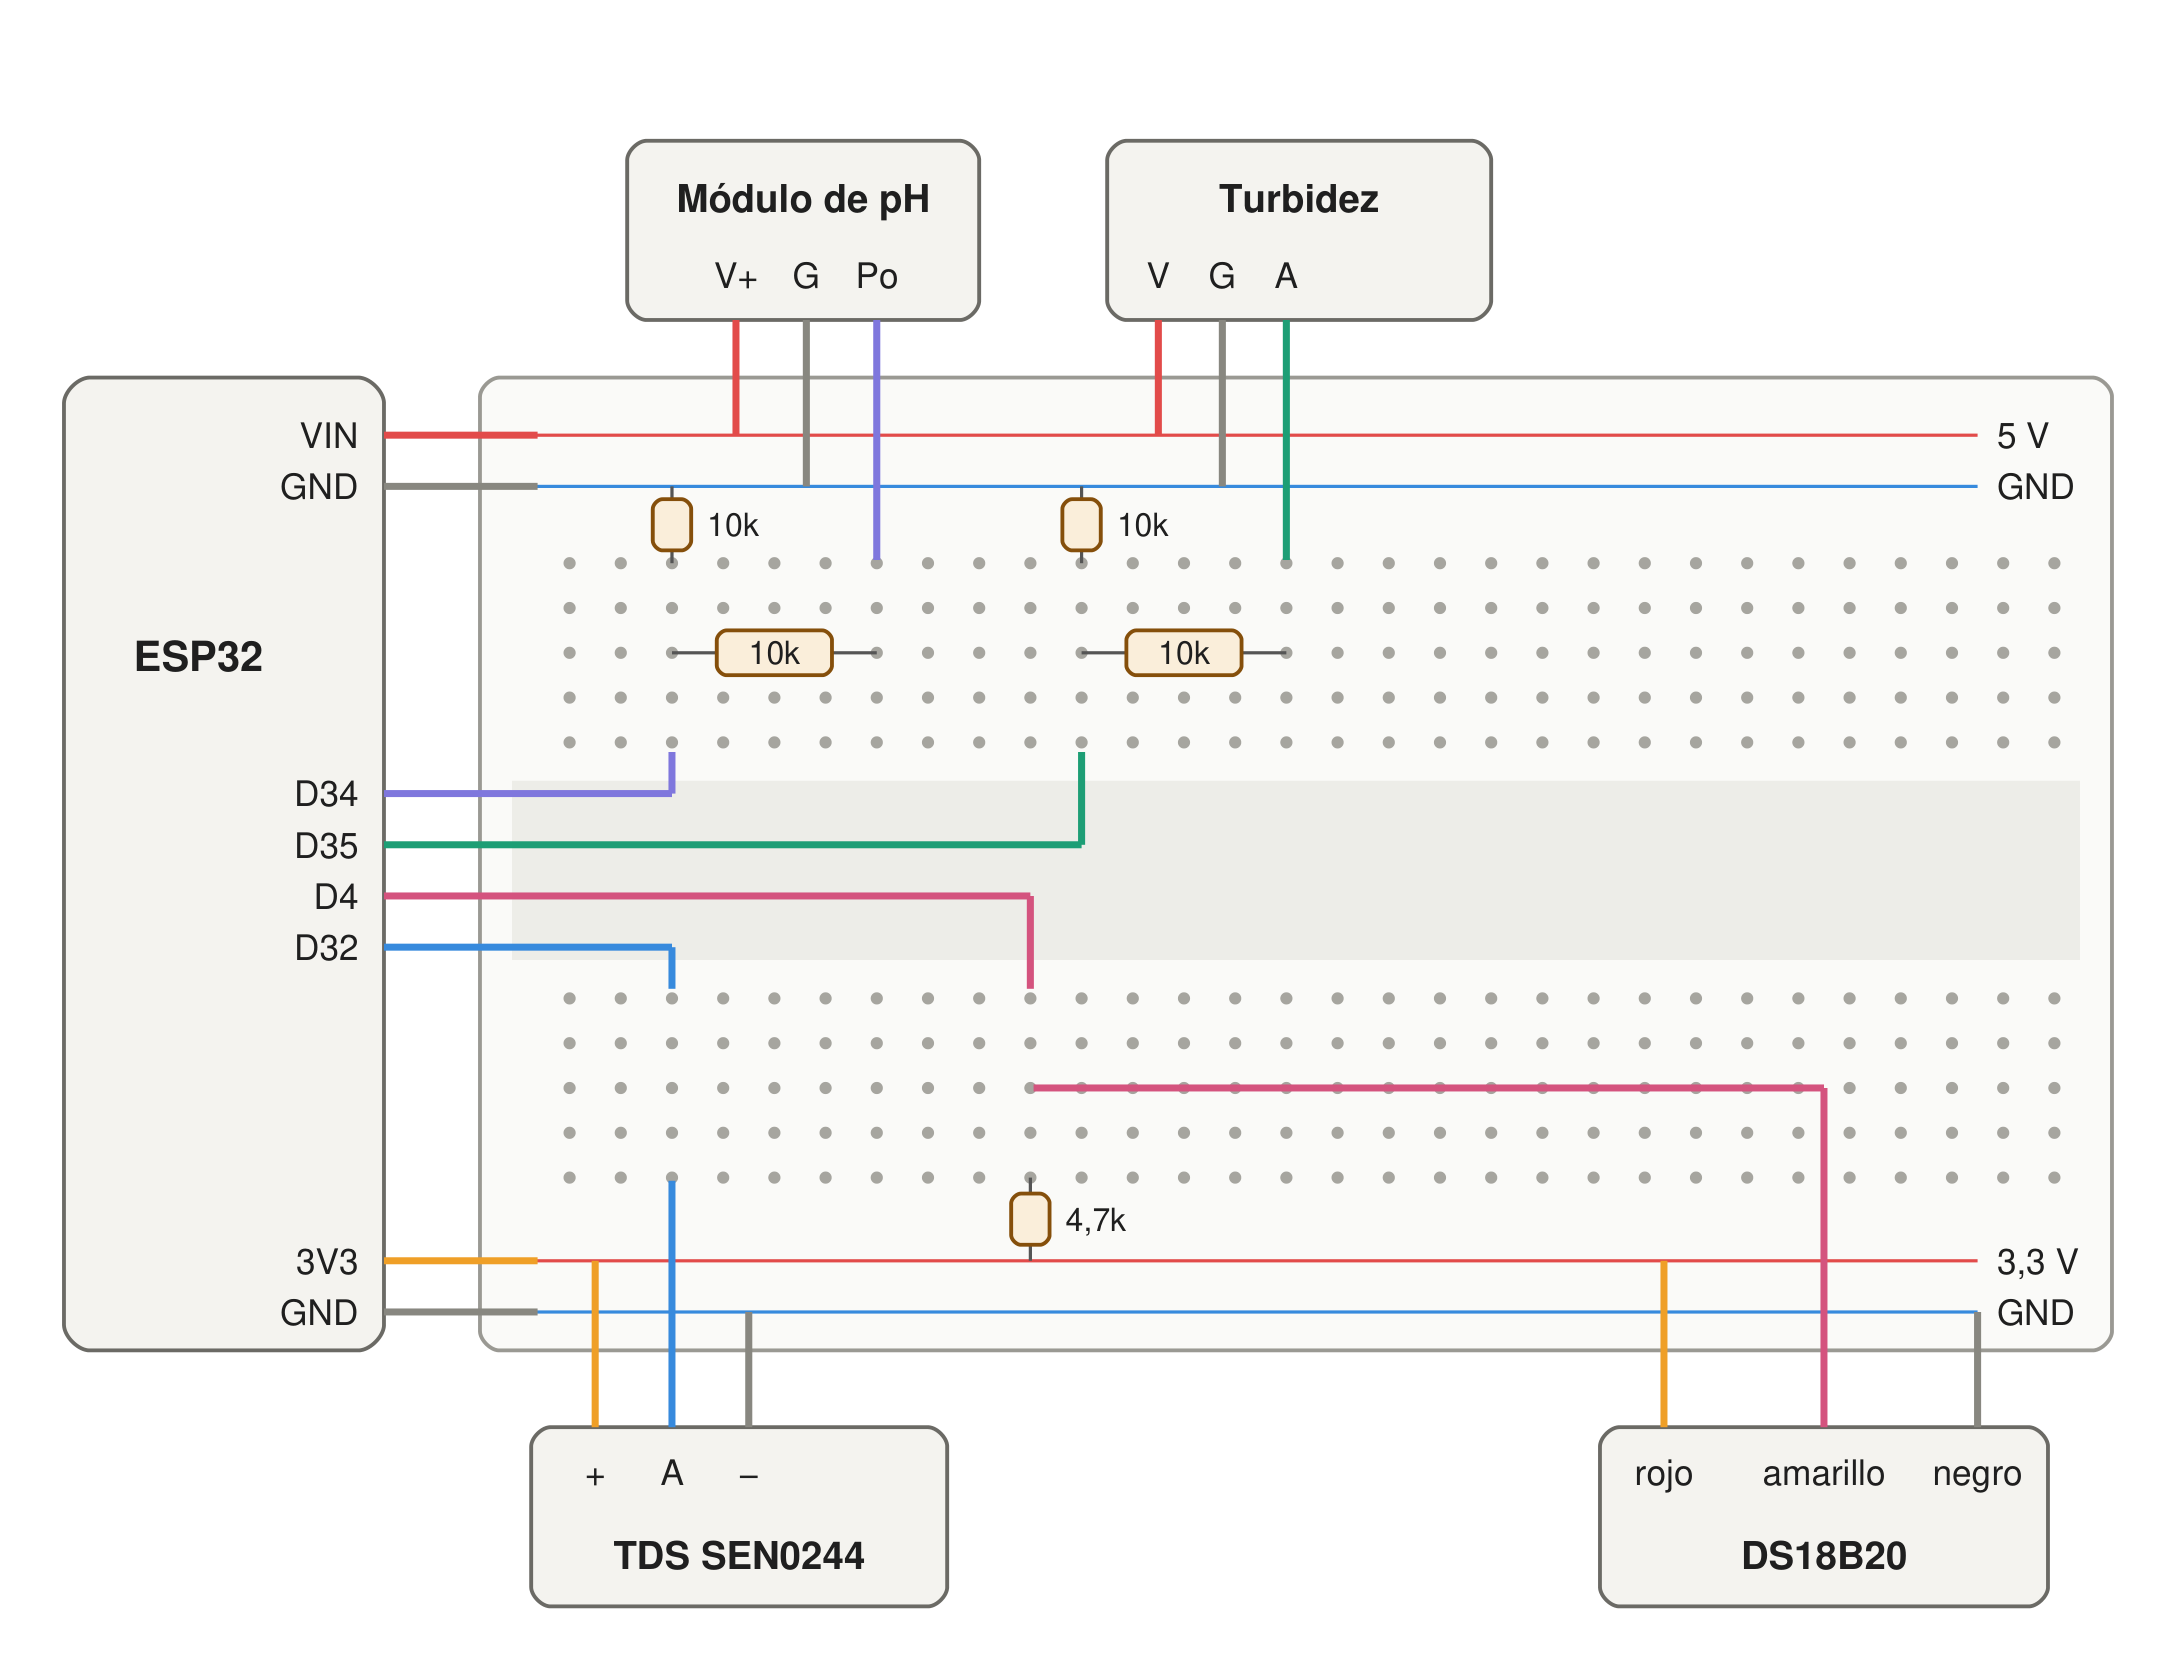 Módulo de pH
V+ G Po
Turbidez
V G A
VIN
GND
5 V
GND
10k
10k
10k
10k
ESP32
D34
D35
D4
D32
4,7k
3V3
GND
3,3 V
GND
+ A –
TDS SEN0244
rojo amarillo negro
DS18B20